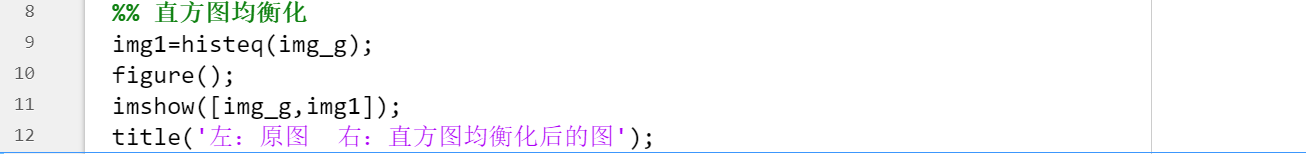 8 %% 直方图均衡化
9 img1=histeq(img_g);
10 figure();
11 imshow([img_g,img1]);
12 title('左：原图  右：直方图均衡化后的图');